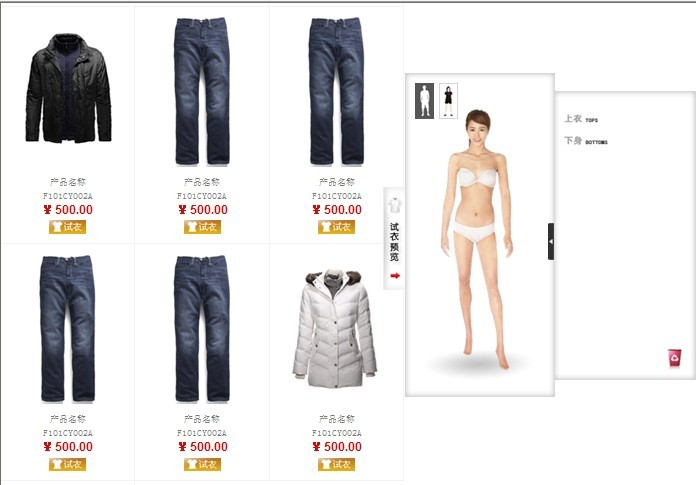 产品名称
F101CY002A
¥ 500.00
试衣
产品名称
F101CY002A
¥ 500.00
试衣
产品名称
F101CY002A
¥ 500.00
试衣
产品名称
F101CY002A
¥ 500.00
试衣
产品名称
F101CY002A
¥ 500.00
试衣
产品名称
F101CY002A
¥ 500.00
试衣
试衣预览
上衣 TOPS
下身 BOTTOMS